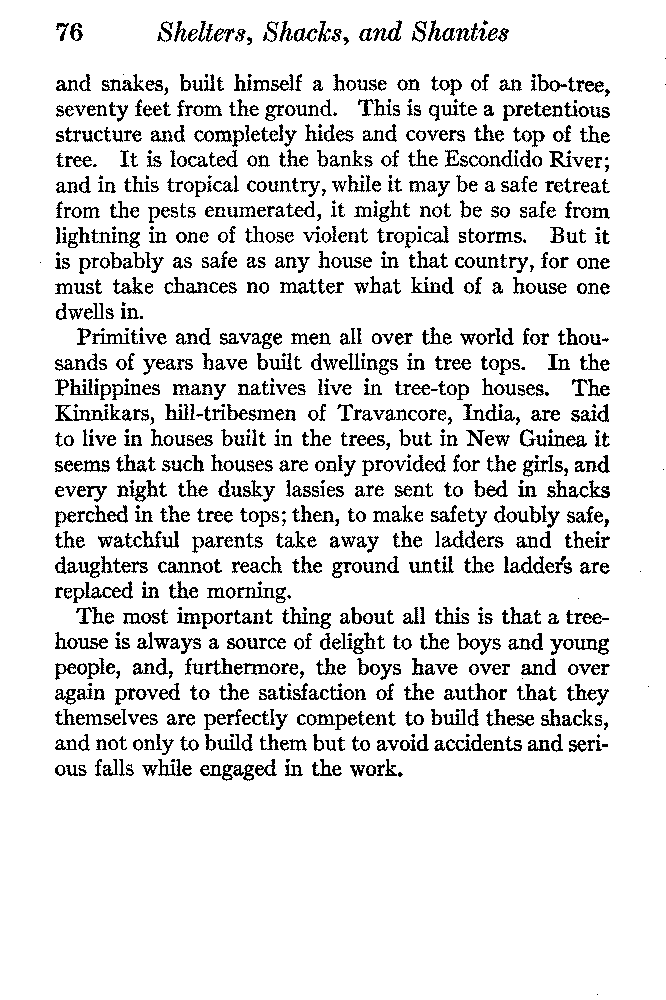 76 Shelters, Shacks, and Shanties
and snakes, built himself a house on top of an ibo-tree,
seventy feet from the ground. This is quite a pretentious
structure and completely hides and covers the top of the
tree. It is located on the banks of the Escondido River;
and in this tropical country, while it may be a safe retreat
from the pests enumerated, it might not be so safe from
lightning in one of those violent tropical storms. But it
is probably as safe as any house in that country, for one
must take chances no matter what kind of a house one
dwells in.
Primitive and savage men all over the world for thou-
sands of years have built dwellings in tree tops. In the
Philippines many natives live in tree-top houses. The
Kinnikars, hill-tribesmen of Travancore, India, are said
to live in houses built in the trees, but in New Guinea it
seems that such houses are only provided for the girls, and
every night the dusky lassies are sent to bed in shacks
perched in the tree tops; then, to make safety doubly safe,
the watchful parents take away the ladders and their
daughters cannot reach the ground until the ladders are
replaced in the morning.
The most important thing about all this is that a tree-
house is always a source of delight to the boys and young
people, and, furthermore, the boys have over and over
again proved to the satisfaction of the author that they
themselves are perfectly competent to build these shacks,
and not only to build them but to avoid accidents and seri-
ous falls while engaged in the work.